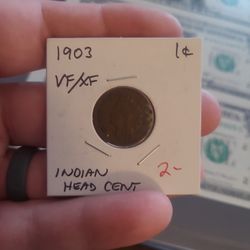 1903 1¢
VF/XF
INDIAN
HEAD CENT 2-